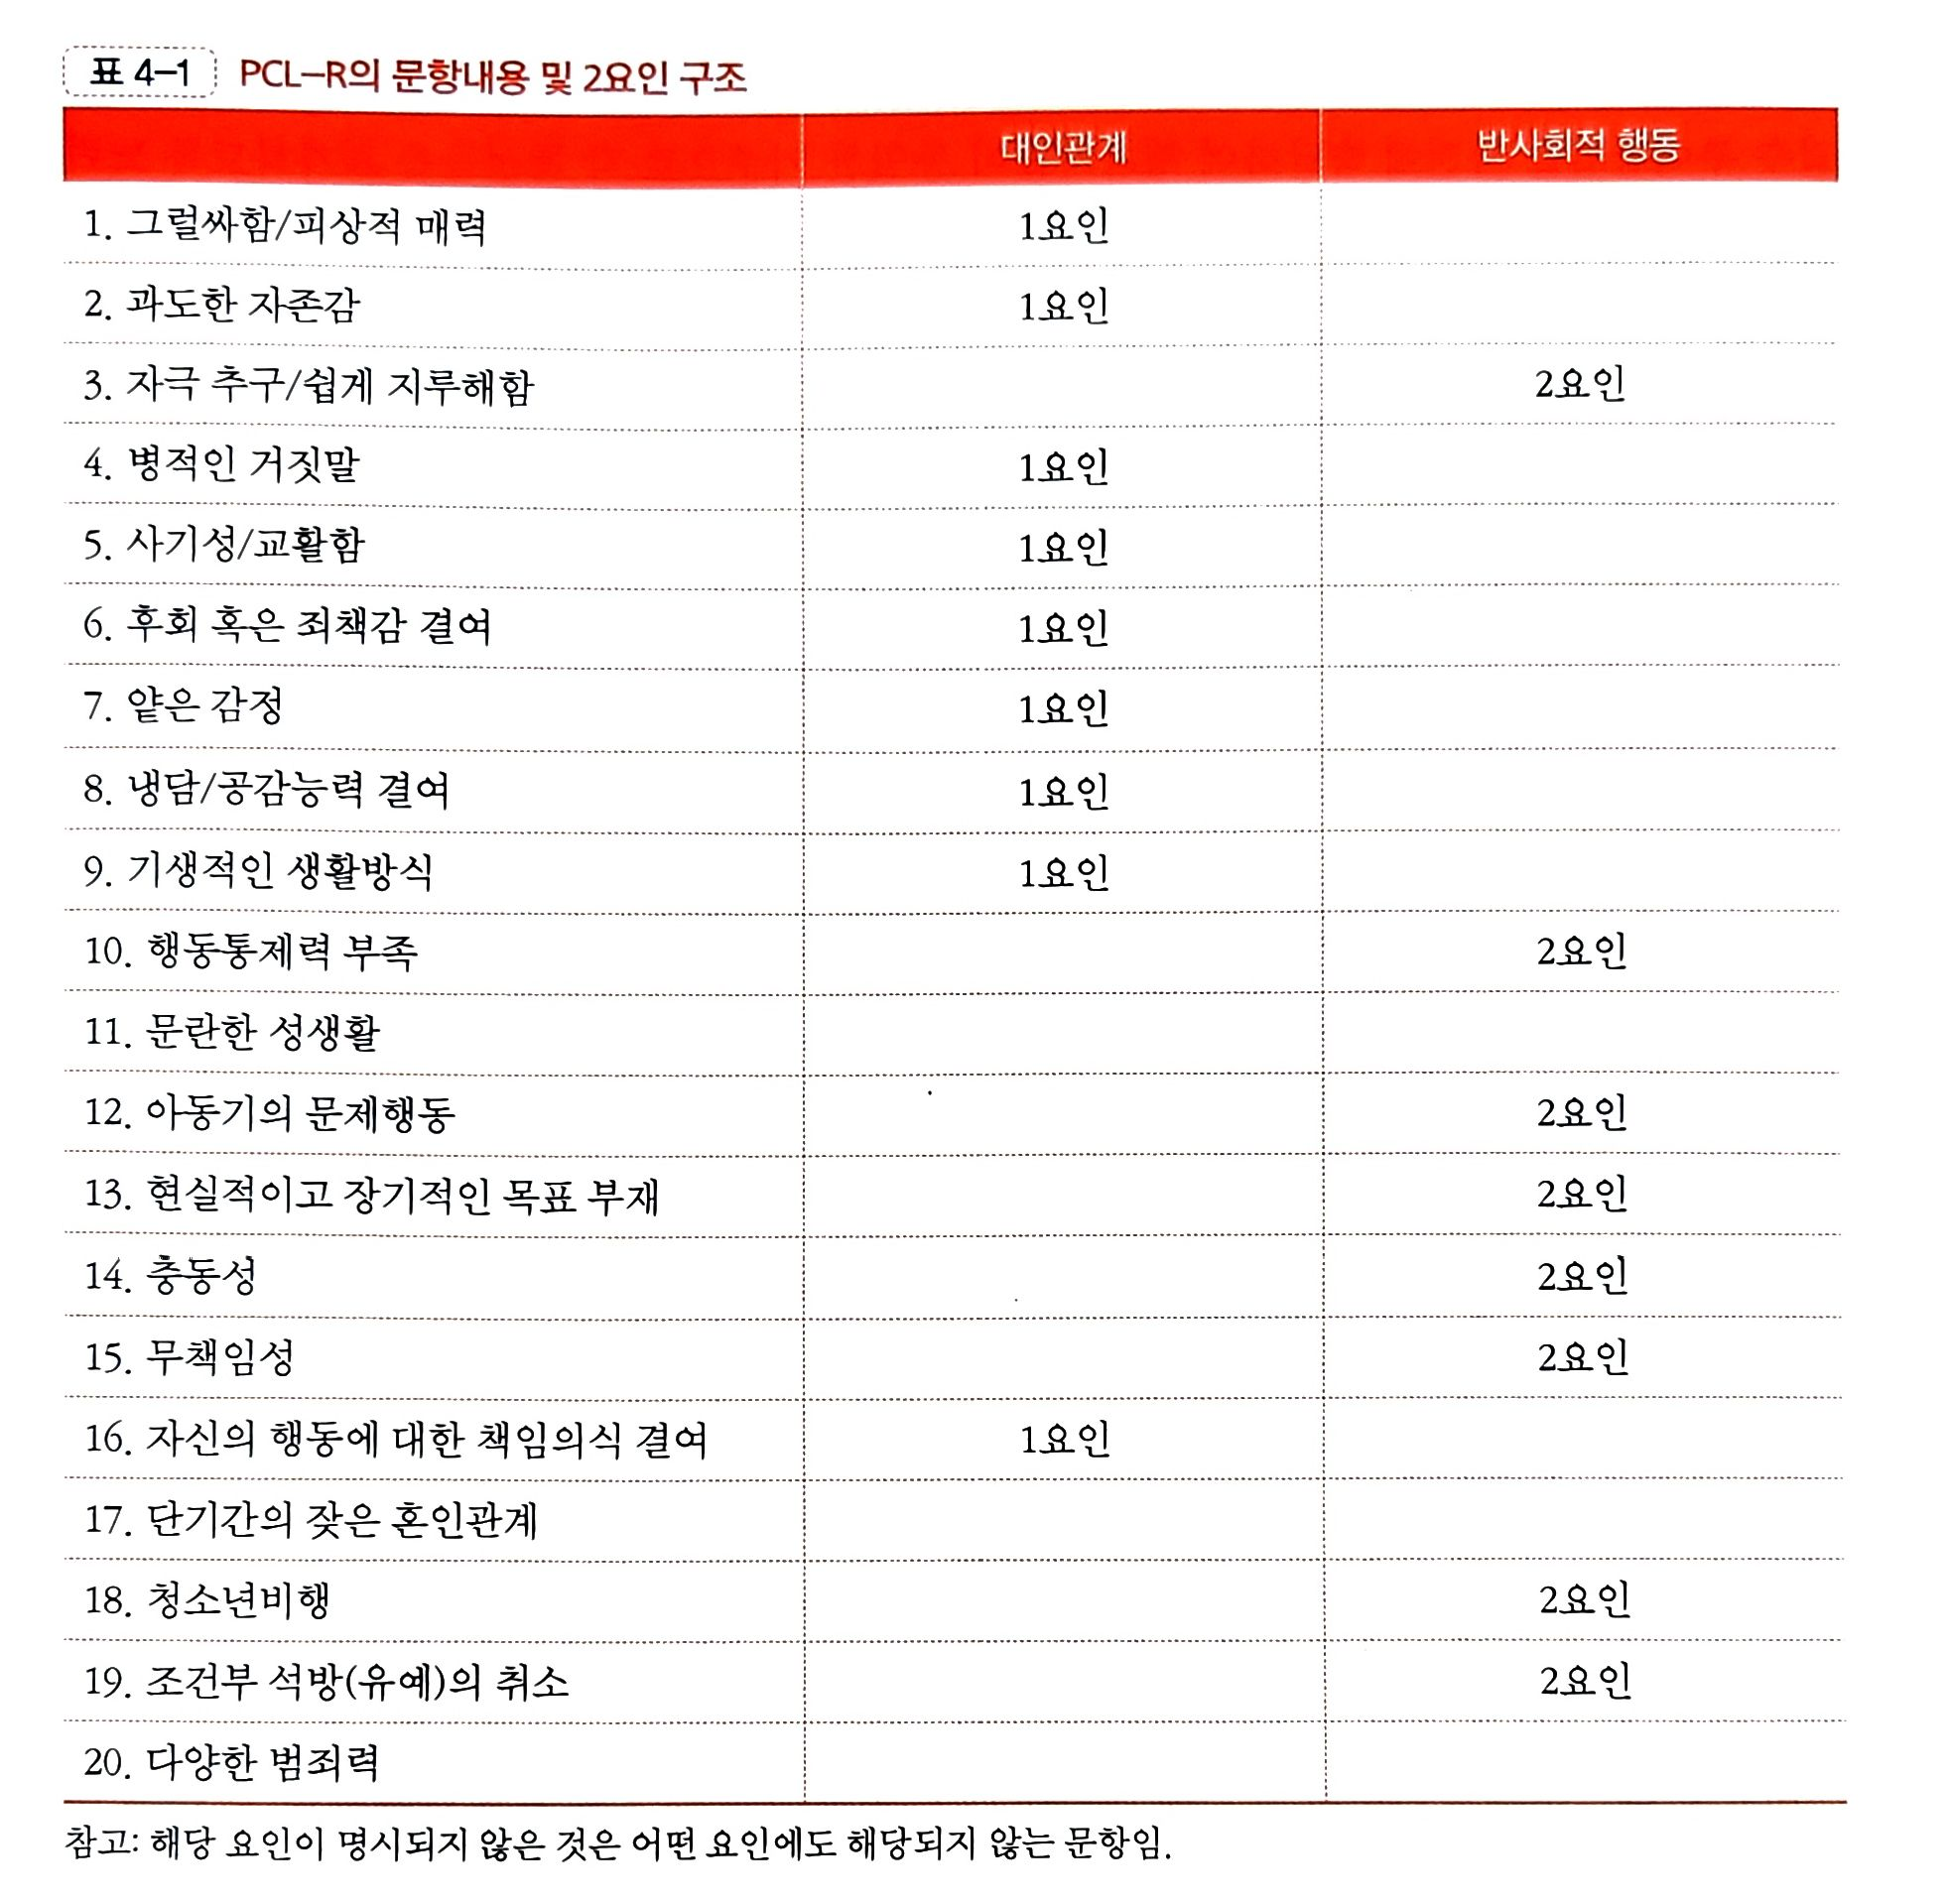 표 4-1 PCL-R의 문항내용 및 2요인 구조
대인관계 반사회적 행동
1. 그럴싸함/피상적 매력 1요인
2. 과도한 자존감 1요인
3. 자극 추구/쉽게 지루해함 2요인
4. 병적인 거짓말 1요인
5. 사기성/교활함 1요인
6. 후회 혹은 죄책감 결여 1요인
7. 얕은 감정 1요인
8. 냉담/공감능력 결여 1요인
9. 기생적인 생활방식 1요인
10. 행동통제력 부족 2요인
11. 문란한 성생활
12. 아동기의 문제행동 2요인
13. 현실적이고 장기적인 목표 부재 2요인
14. 충동성 2요인
15. 무책임성 2요인
16. 자신의 행동에 대한 책임의식 결여 1요인
17. 단기간의 잦은 혼인관계
18. 청소년비행 2요인
19. 조건부 석방(유예)의 취소 2요인
20. 다양한 범죄력
참고: 해당 요인이 명시되지 않은 것은 어떤 요인에도 해당되지 않는 문항임.